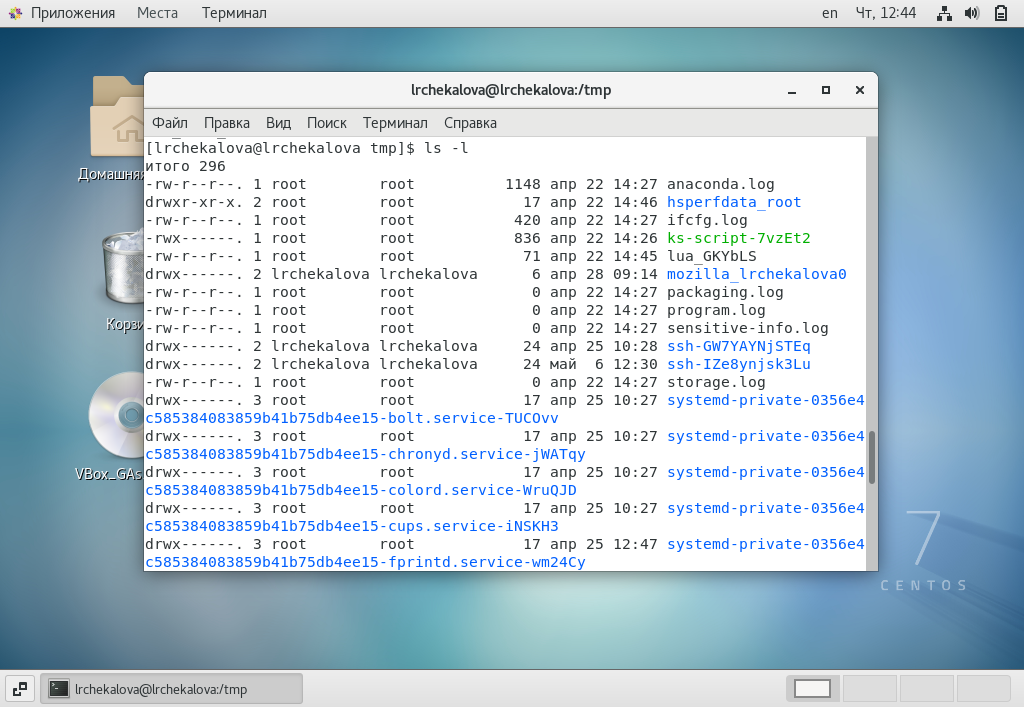 Приложения Места Терминал en Чт, 12:44
lrchekalova@lrchekalova:/tmp
Файл Правка Вид Поиск Терминал Справка
[lrchekalova@lrchekalova tmp]$ ls -l
итого 296
-rw-r--r--. 1 root root 1148 апр 22 14:27 anaconda.log
drwxr-xr-x. 2 root root 17 апр 22 14:46 hsperfdata_root
-rw-r--r--. 1 root root 420 апр 22 14:27 ifcfg.log
-rwx------. 1 root root 836 апр 22 14:26 ks-script-7vzEt2
-rw-r--r--. 1 root root 71 апр 22 14:45 lua_GKYbLS
drwx------. 2 lrchekalova lrchekalova 6 апр 28 09:14 mozilla_lrchekalova0
-rw-r--r--. 1 root root 0 апр 22 14:27 packaging.log
-rw-r--r--. 1 root root 0 апр 22 14:27 program.log
-rw-r--r--. 1 root root 0 апр 22 14:27 sensitive-info.log
drwx------. 2 lrchekalova lrchekalova 24 апр 25 10:28 ssh-GW7YAYNjSTEq
drwx------. 2 lrchekalova lrchekalova 24 май 6 12:30 ssh-IZe8ynjsk3Lu
-rw-r--r--. 1 root root 0 апр 22 14:27 storage.log
drwx------. 3 root root 17 апр 25 10:27 systemd-private-0356e4
c585384083859b41b75db4ee15-bolt.service-TUCOvv
drwx------. 3 root root 17 апр 25 10:27 systemd-private-0356e4
c585384083859b41b75db4ee15-chronyd.service-jWATqy
drwx------. 3 root root 17 апр 25 10:27 systemd-private-0356e4
c585384083859b41b75db4ee15-colord.service-WruQJD
drwx------. 3 root root 17 апр 25 10:27 systemd-private-0356e4
c585384083859b41b75db4ee15-cups.service-iNSKH3
drwx------. 3 root root 17 апр 25 12:47 systemd-private-0356e4
c585384083859b41b75db4ee15-fprintd.service-wm24Cy
Домашняя
Корзи
VBox_GAs
7
CENTOS
lrchekalova@lrchekalova:/tmp